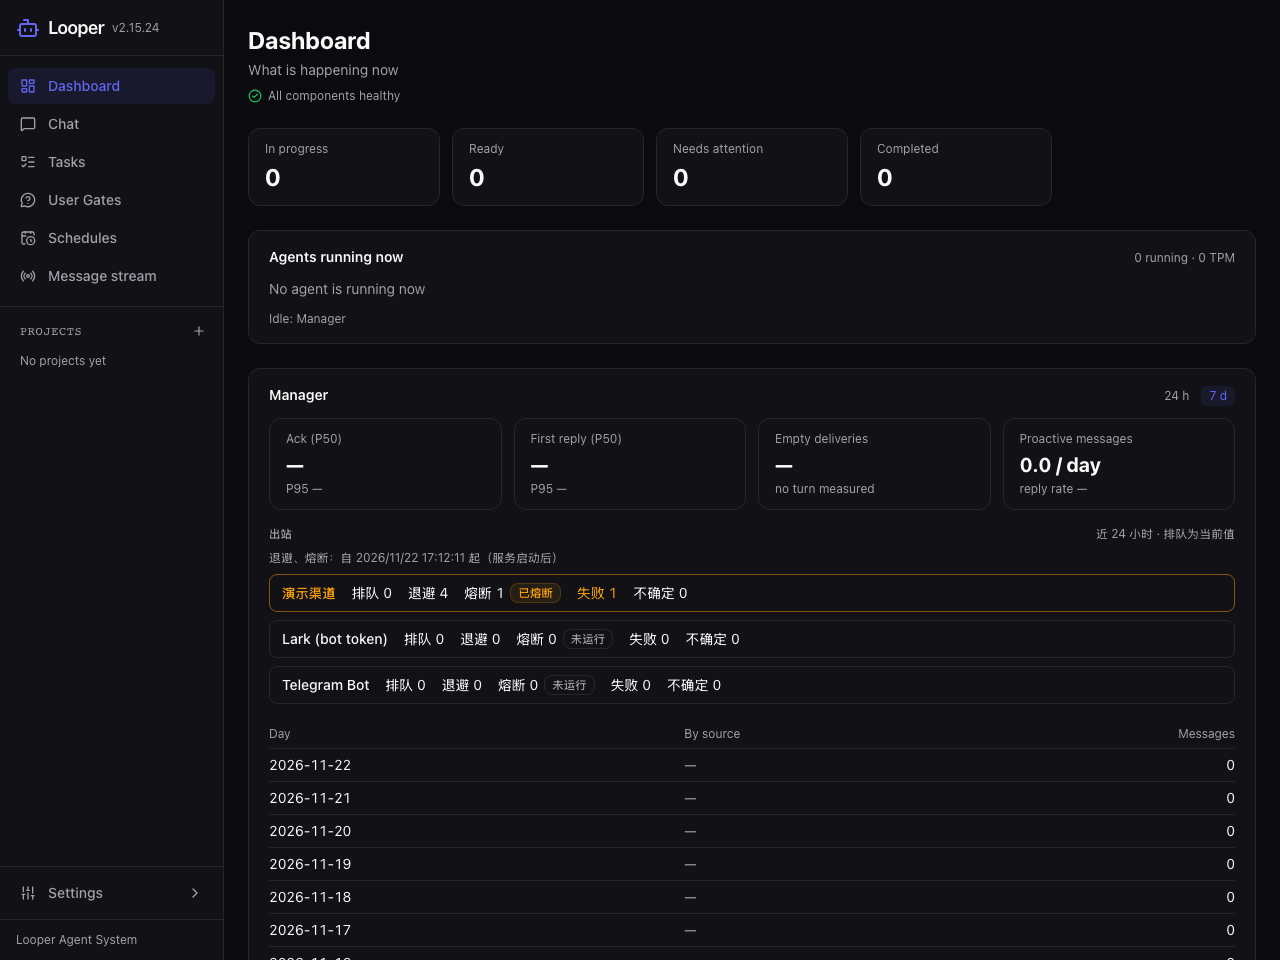 Looper v2.15.24
Dashboard
Chat
Tasks
User Gates
Schedules
Message stream
PROJECTS
No projects yet
Settings
Looper Agent System
Dashboard
What is happening now
All components healthy
In progress
0
Ready
0
Needs attention
0
Completed
0
Agents running now
0 running · 0 TPM
No agent is running now
Idle: Manager
Manager
24 h 7 d
Ack (P50)
—
P95 —
First reply (P50)
—
P95 —
Empty deliveries
—
no turn measured
Proactive messages
0.0 / day
reply rate —
出站
近 24 小时 · 排队为当前值
退避、熔断：自 2026/11/22 17:12:11 起（服务启动后）
演示渠道 排队 0 退避 4 熔断 1 已熔断 失败 1 不确定 0
Lark (bot token) 排队 0 退避 0 熔断 0 未运行 失败 0 不确定 0
Telegram Bot 排队 0 退避 0 熔断 0 未运行 失败 0 不确定 0
Day By source Messages
2026-11-22 — 0
2026-11-21 — 0
2026-11-20 — 0
2026-11-19 — 0
2026-11-18 — 0
2026-11-17 — 0